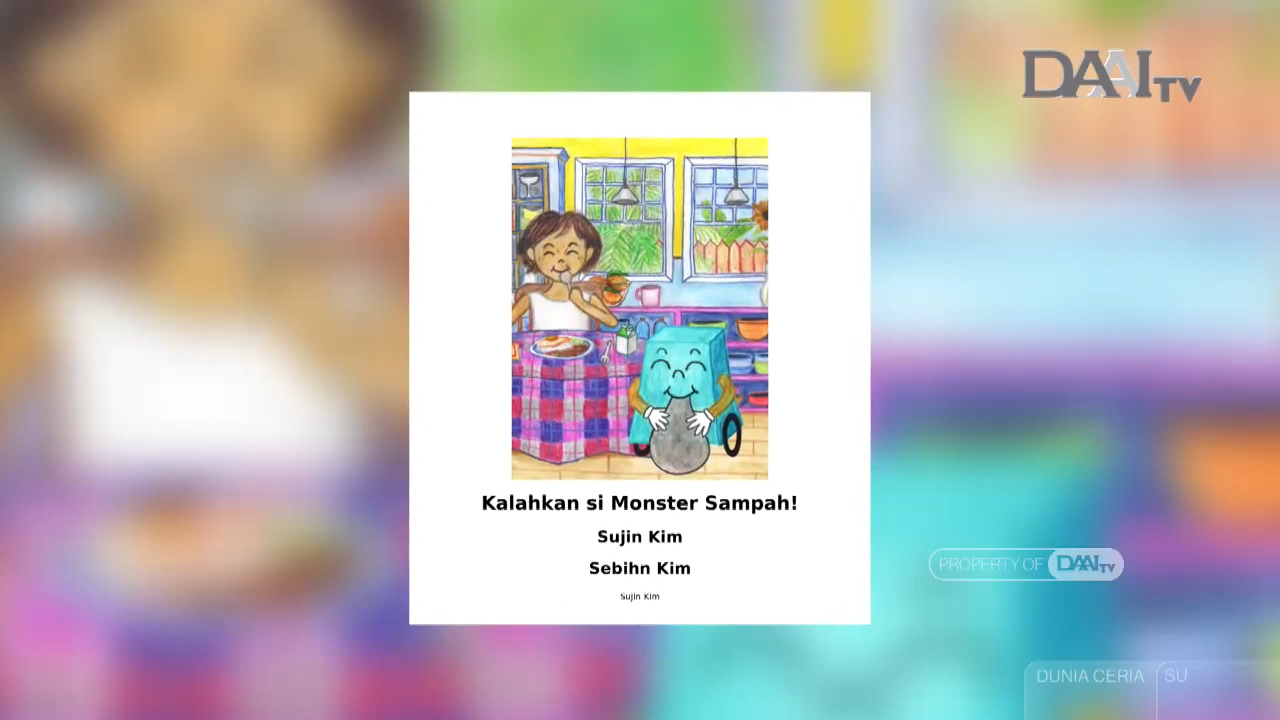 DAAI TV
Kalahkan si Monster Sampah!
Sujin Kim
Sebihn Kim
Sujin Kim
PROPERTY OF DAAI TV
DUNIA CERIA SU